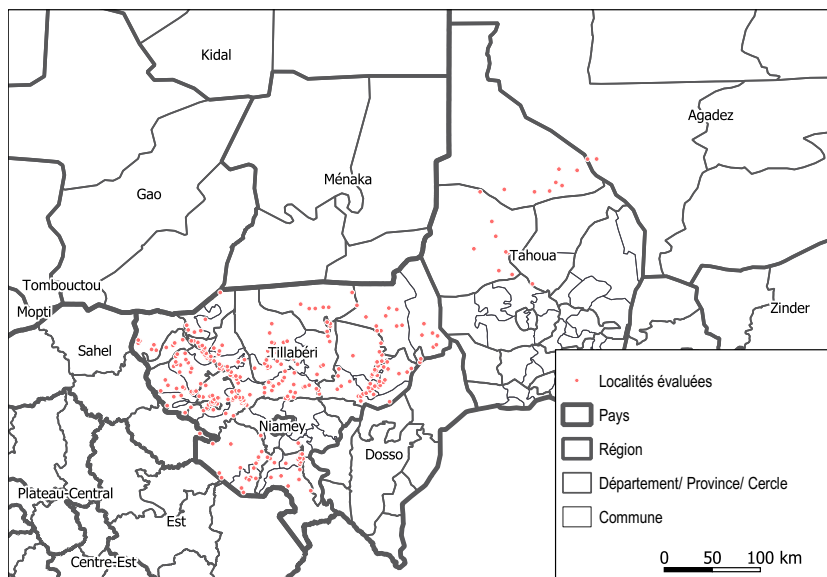 Kidal
Agadez
Ménaka
Gao
Tahoua
Tombouctou
Mopti
Zinder
Sahel
Tillabéri
Niamey
Dosso
Plateau-Central
Est
Centre-Est
Localités évaluées
Pays
Région
Département/ Province/ Cercle
Commune
0 50 100 km